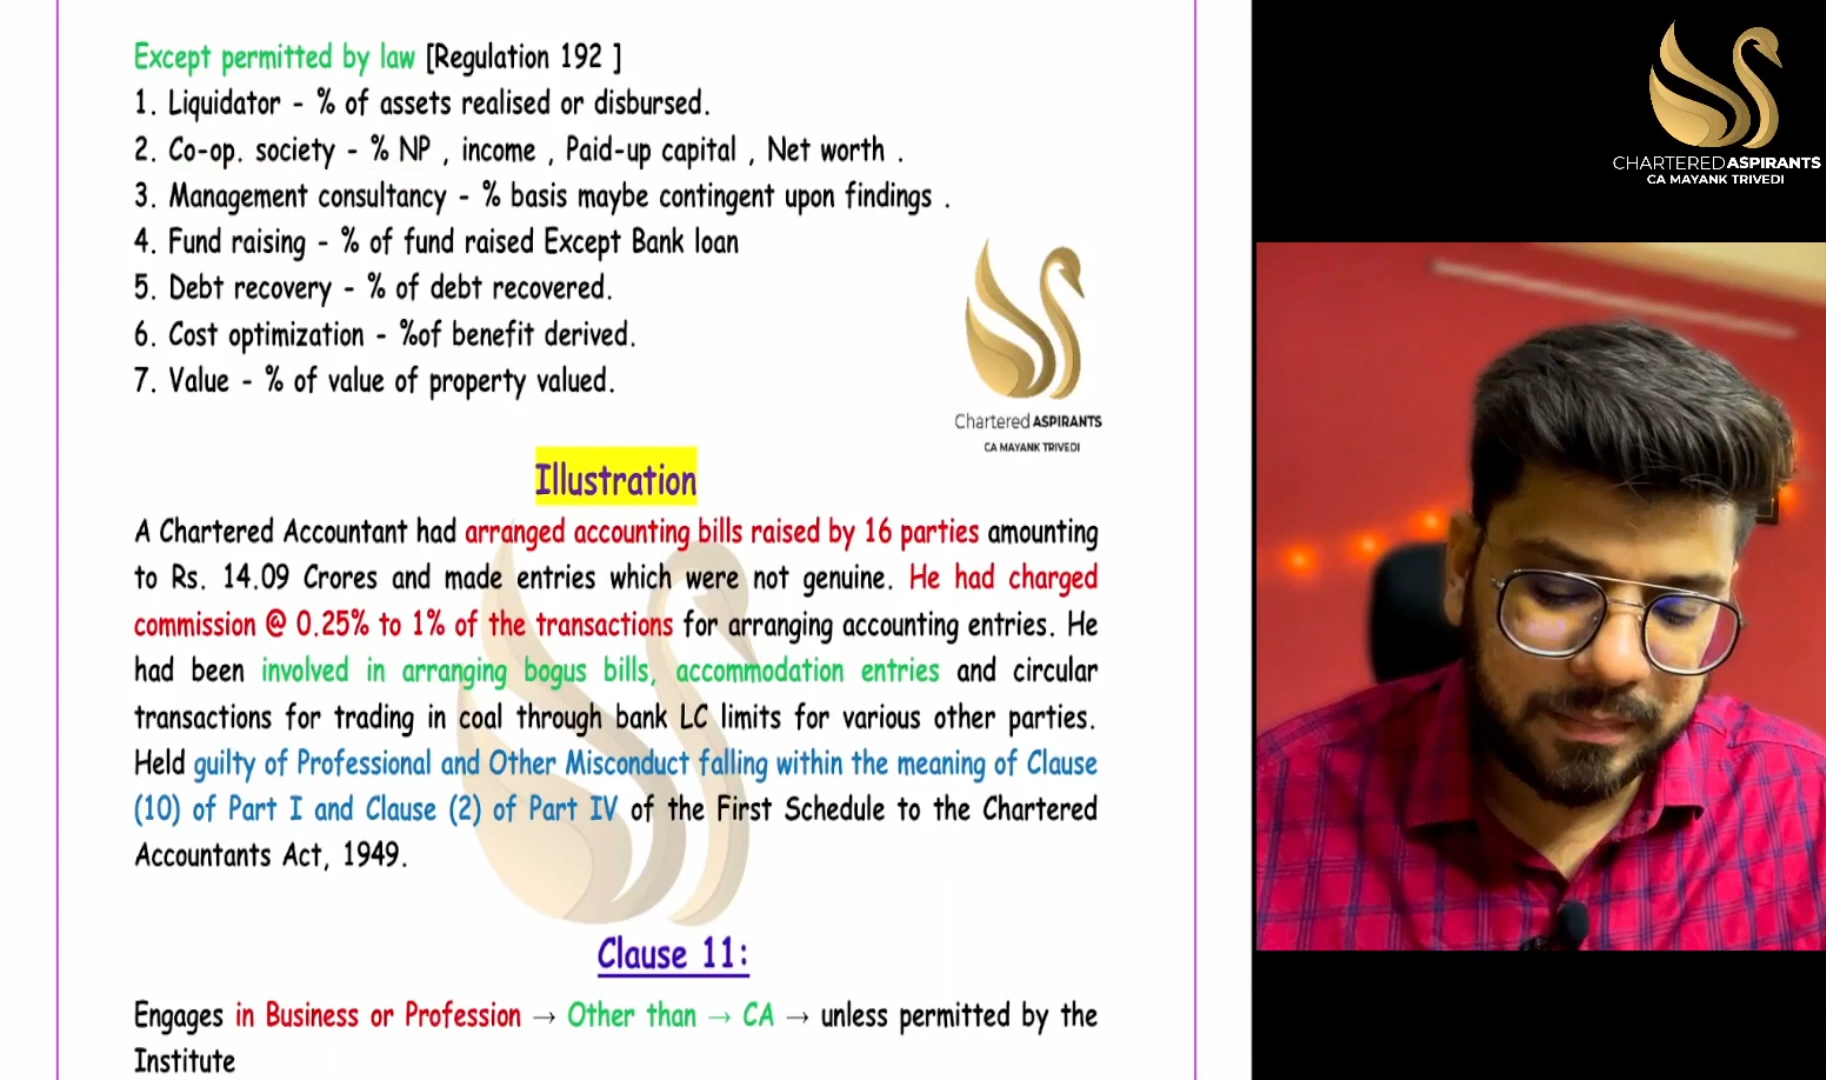 Except permitted by law [Regulation 192 ]
1. Liquidator - % of assets realised or disbursed.
2. Co-op. society - % NP , income , Paid-up capital , Net worth .
3. Management consultancy - % basis maybe contingent upon findings .
4. Fund raising - % of fund raised Except Bank loan
5. Debt recovery - % of debt recovered.
6. Cost optimization - %of benefit derived.
7. Value - % of value of property valued.
Chartered ASPIRANTS
CA MAYANK TRIVEDI
Illustration
A Chartered Accountant had arranged accounting bills raised by 16 parties amounting
to Rs. 14.09 Crores and made entries which were not genuine. He had charged
commission @ 0.25% to 1% of the transactions for arranging accounting entries. He
had been involved in arranging bogus bills, accommodation entries and circular
transactions for trading in coal through bank LC limits for various other parties.
Held guilty of Professional and Other Misconduct falling within the meaning of Clause
(10) of Part I and Clause (2) of Part IV of the First Schedule to the Chartered
Accountants Act, 1949.
Clause 11:
Engages in Business or Profession → Other than → CA → unless permitted by the
Institute
CHARTERED ASPIRANTS
CA MAYANK TRIVEDI